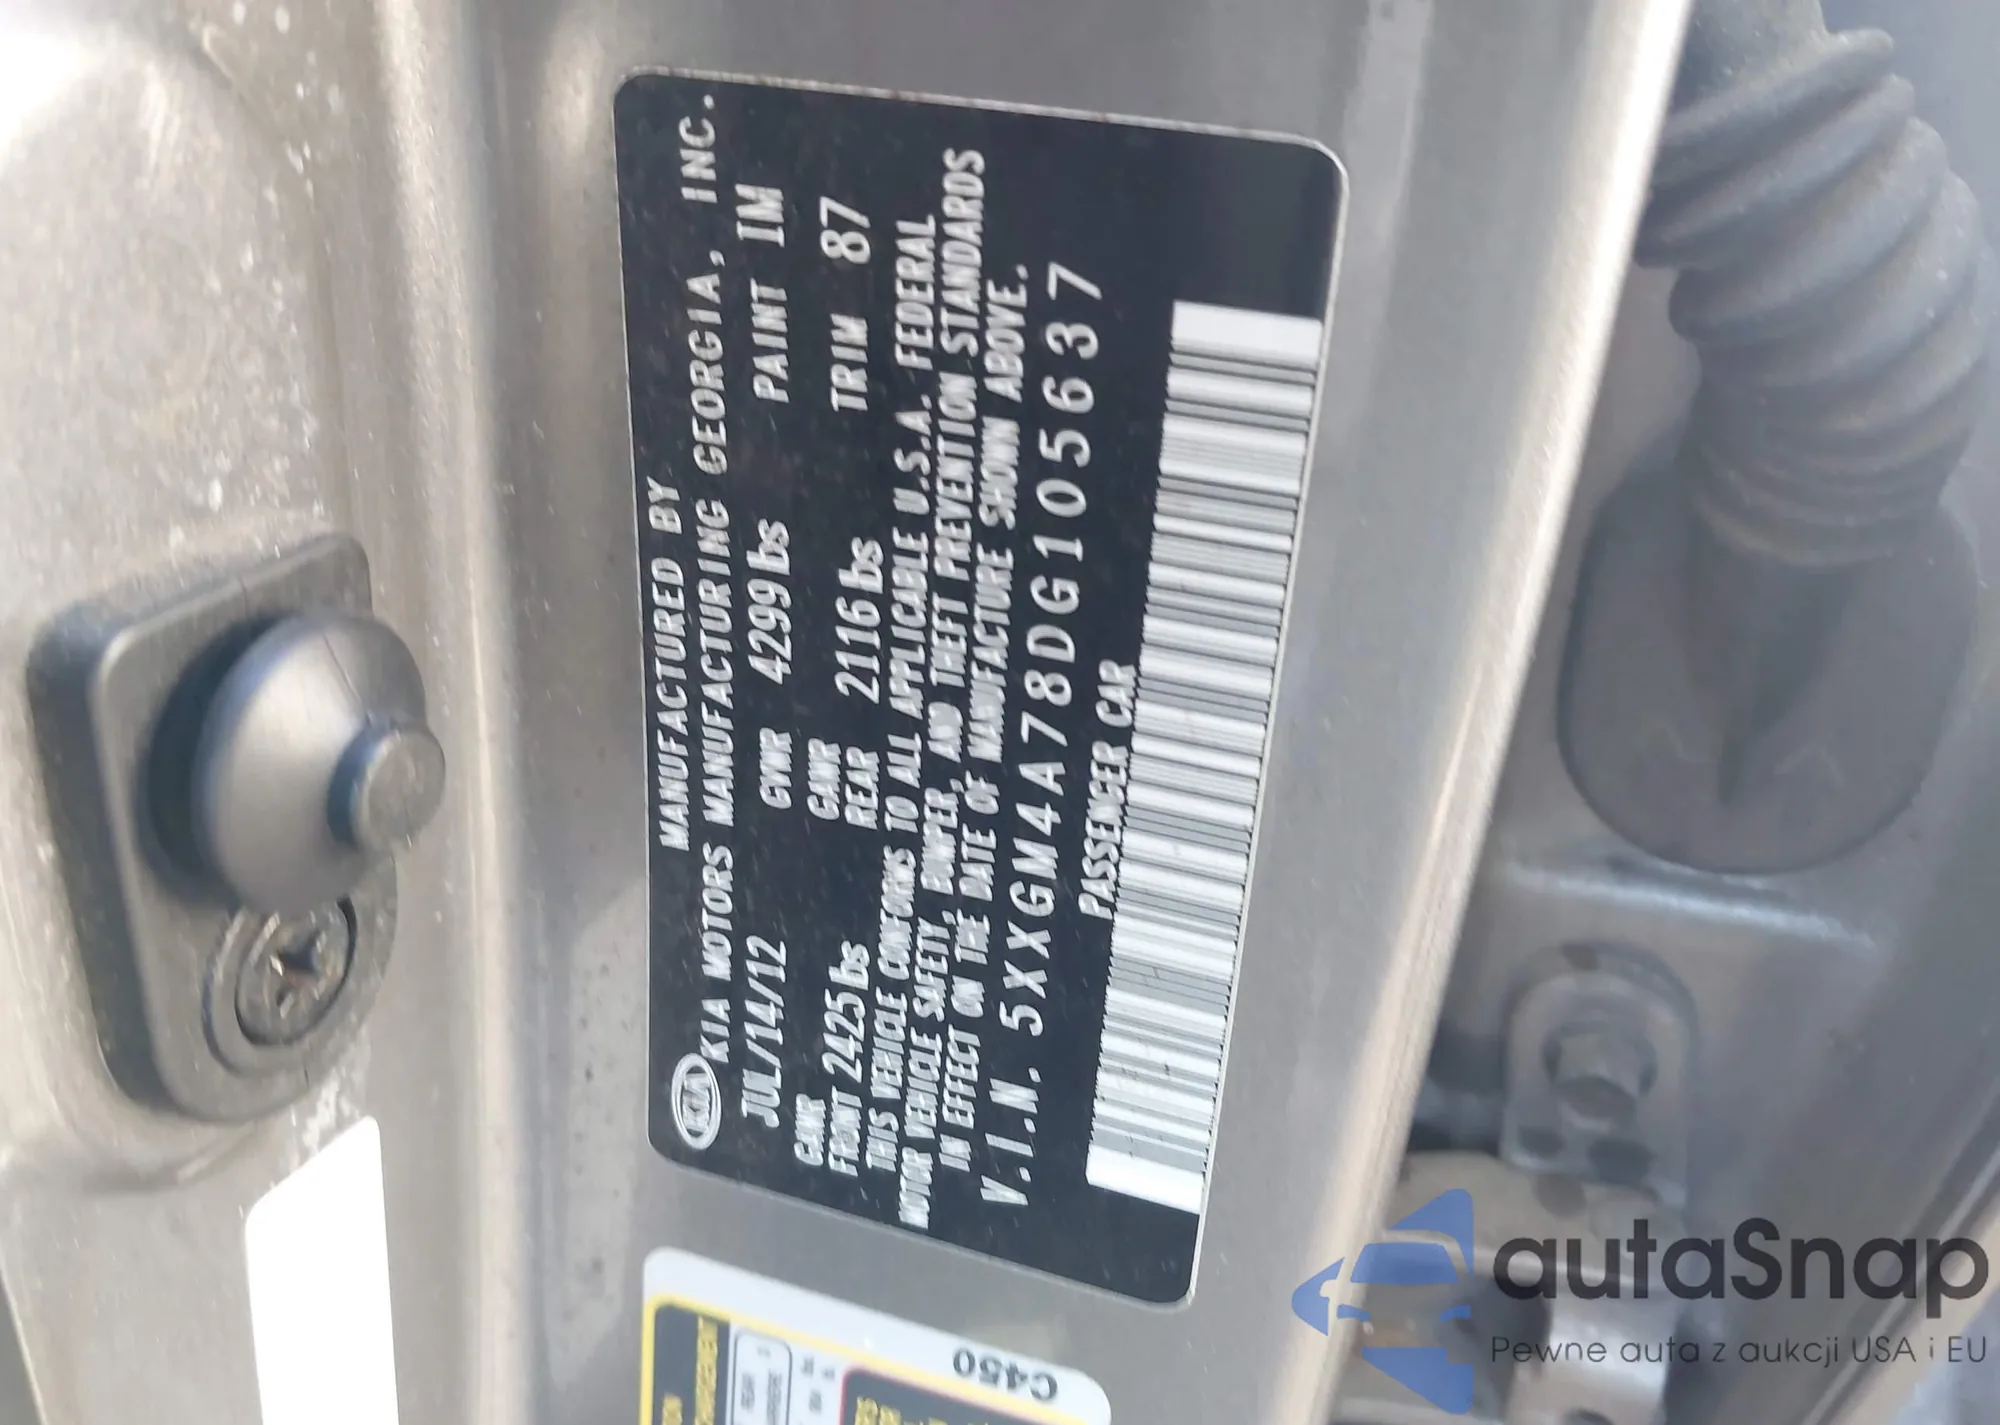 KIA
MANUFACTURED BY
KIA MOTORS MANUFACTURING GEORGIA, INC.
JUL/14/12 GVWR 4299lbs PAINT IM
GAWR GAWR
FRONT 2425lbs REAR 2116lbs TRIM 87
THIS VEHICLE CONFORMS TO ALL APPLICABLE U.S.A. FEDERAL
MOTOR VEHICLE SAFETY, BUMPER, AND THEFT PREVENTION STANDARDS
IN EFFECT ON THE DATE OF MANUFACTURE SHOWN ABOVE.
V.I.N. 5XXGM4A78DG105637
PASSENGER CAR
C450
autaSnap
Pewne auta z aukcji USA i EU